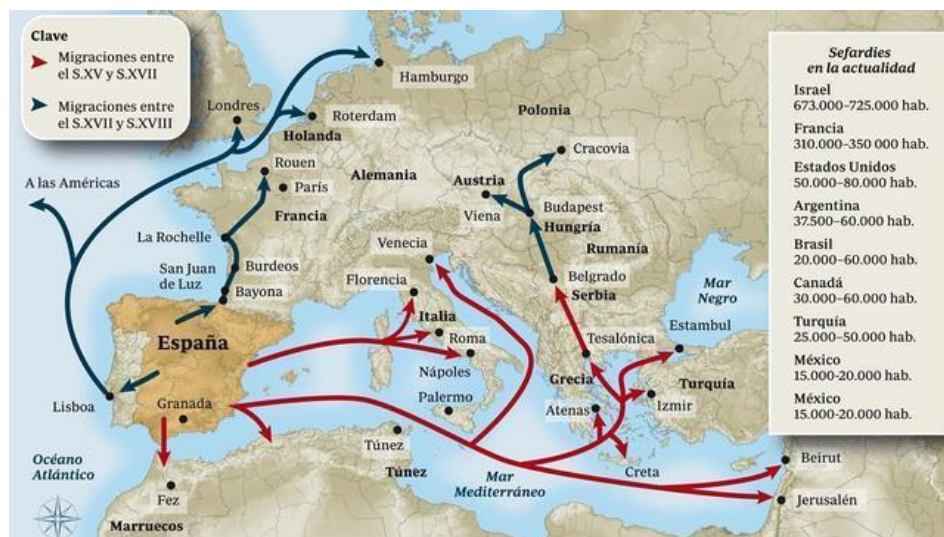 Clave
Migraciones entre
el S.XV y S.XVII
Migraciones entre
el S.XVII y S.XVIII
A las Américas
Londres
Hamburgo
Roterdam
Holanda
Polonia
Rouen
París
Alemania
Cracovia
Austria
Viena
Budapest
Hungría
Francia
La Rochelle
Venecia
Rumanía
San Juan
de Luz
Burdeos
Bayona
Florencia
Belgrado
Serbia
Mar
Negro
España
Italia
Roma
Nápoles
Tesalónica
Estambul
Grecia
Turquía
Lisboa
Granada
Palermo
Atenas
Izmir
Océano
Atlántico
Túnez
Túnez
Mar
Mediterráneo
Creta
Beirut
Fez
Marruecos
Jerusalén
Sefardies
en la actualidad
Israel
673.000–725.000 hab.
Francia
310.000–350 000 hab.
Estados Unidos
50.000–80.000 hab.
Argentina
37.500–60.000 hab.
Brasil
20.000–60.000 hab.
Canadá
30.000–60.000 hab.
Turquía
25.000–50.000 hab.
México
15.000-20.000 hab.
México
15.000-20.000 hab.